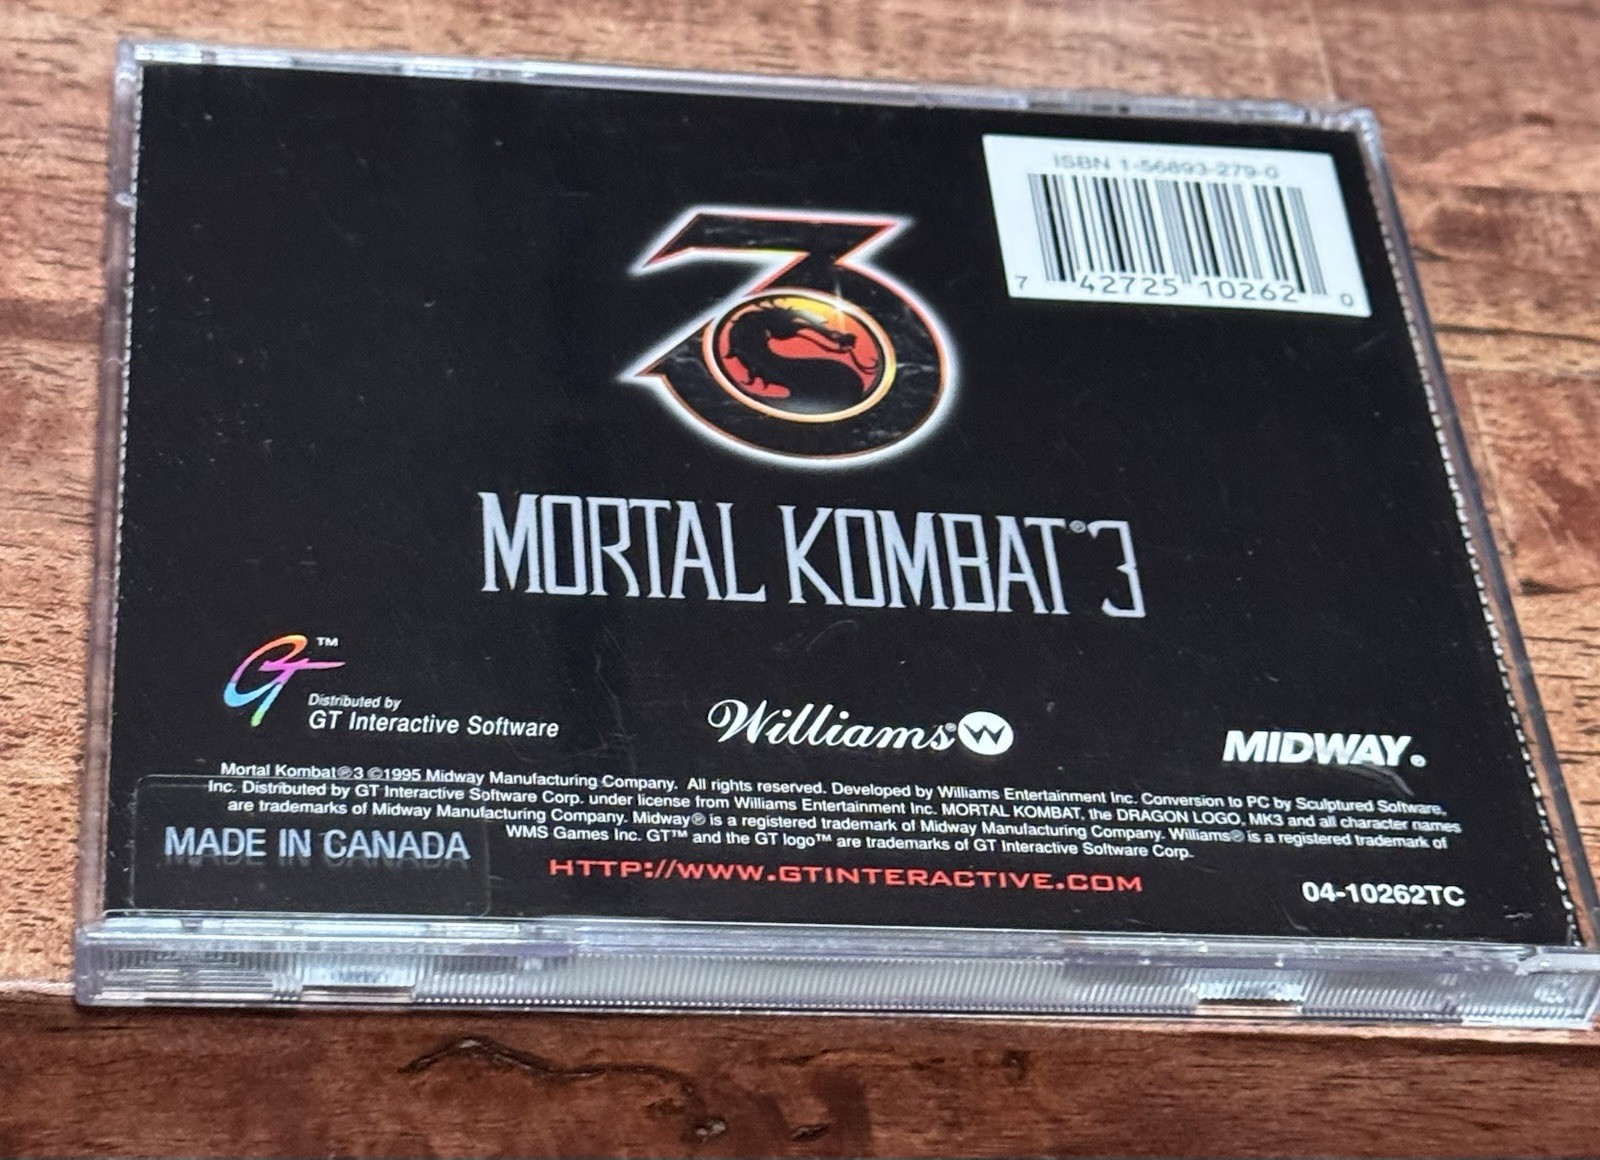 ISBN 1-56893-279-0
7 42725 10262 0
3
MORTAL KOMBAT® 3
GT™
Distributed by
GT Interactive Software
Williams® W
MIDWAY®
Mortal Kombat® 3 ©1995 Midway Manufacturing Company. All rights reserved. Developed by Williams Entertainment Inc. Conversion to PC by Sculptured Software,
Inc. Distributed by GT Interactive Software Corp. under license from Williams Entertainment Inc. MORTAL KOMBAT, the DRAGON LOGO, MK3 and all character names
are trademarks of Midway Manufacturing Company. Midway® is a registered trademark of Midway Manufacturing Company. Williams® is a registered trademark of
WMS Games Inc. GT™ and the GT logo™ are trademarks of GT Interactive Software Corp.
MADE IN CANADA
HTTP://WWW.GTINTERACTIVE.COM
04-10262TC